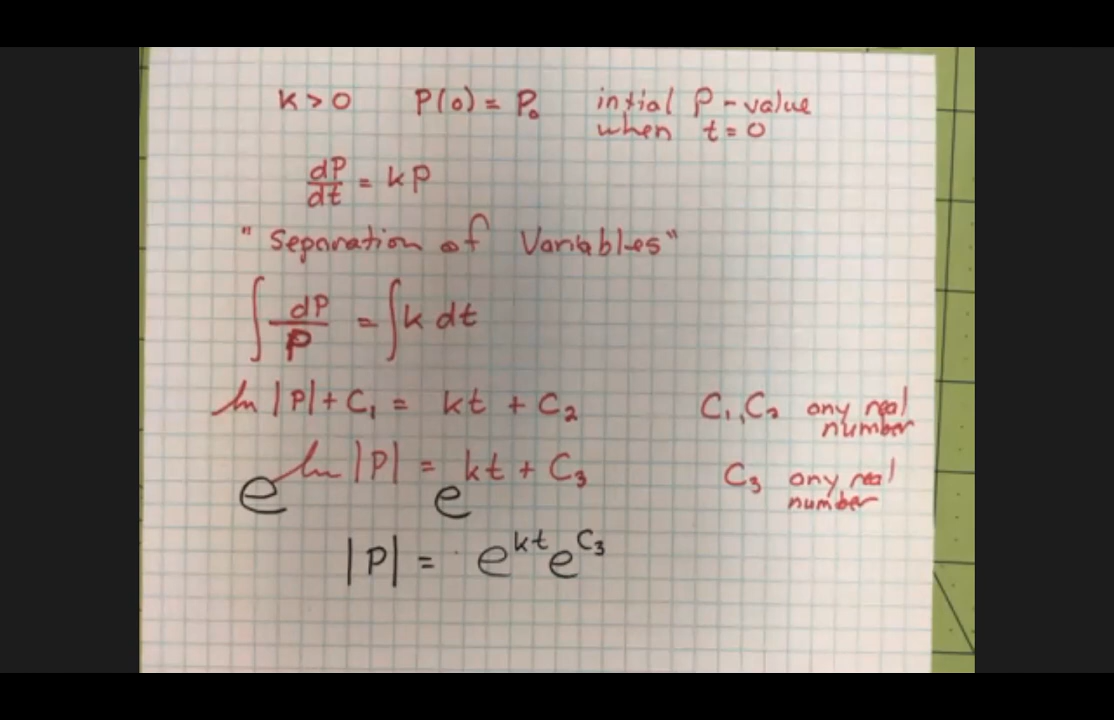 k > 0 P(0) = P₀ intial P-value
when t = 0
dP/dt = kP
"Separation of Variables"
∫ dP/P = ∫ k dt
ln |P| + C₁ = kt + C₂ C₁, C₂ any real
number
e^(ln |P|) = e^(kt + C₃) C₃ any real
number
|P| = e^(kt) e^(C₃)